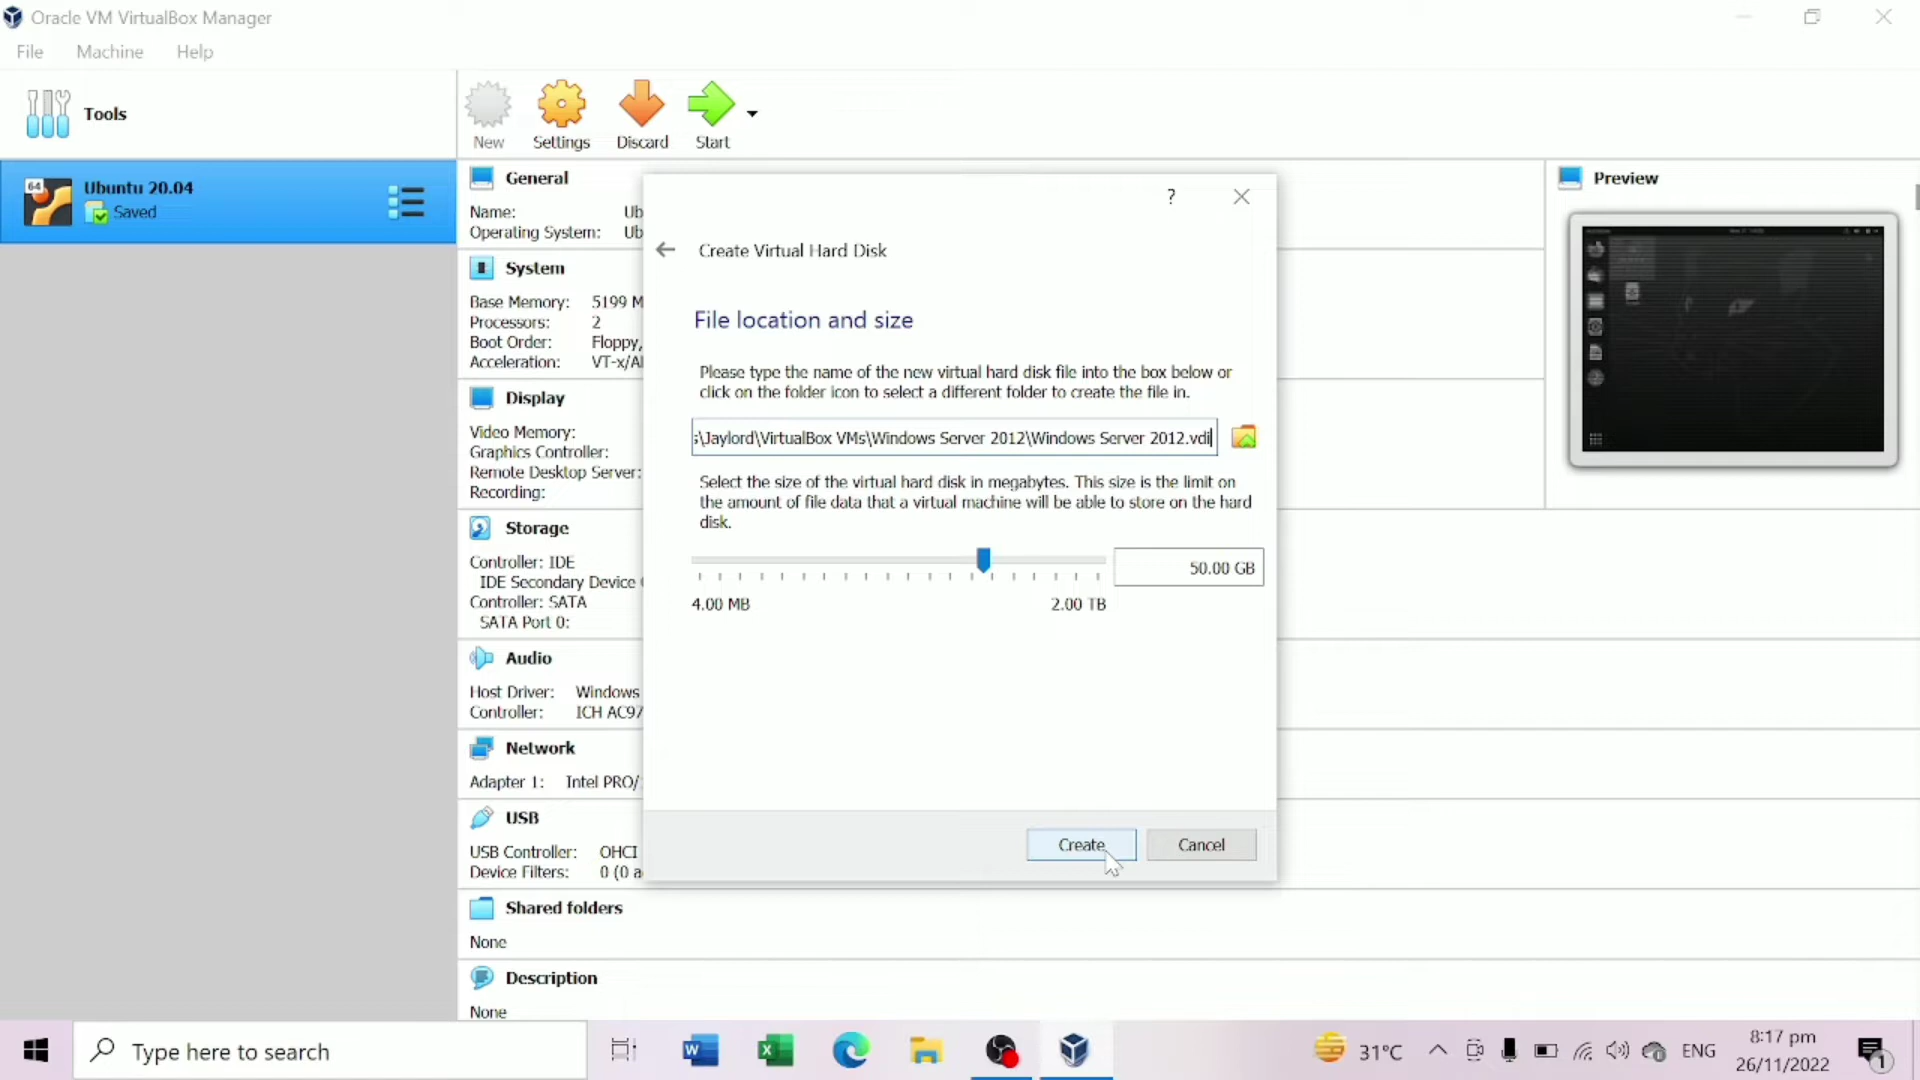 Oracle VM VirtualBox Manager
File Machine Help
Tools
New Settings Discard Start
64
Ubuntu 20.04
Saved
General
Name: Ub
Operating System: Ub
System
Base Memory: 5199 M
Processors: 2
Boot Order: Floppy,
Acceleration: VT-x/A
Display
Video Memory:
Graphics Controller:
Remote Desktop Server:
Recording:
Storage
Controller: IDE
IDE Secondary Device
Controller: SATA
SATA Port 0:
Audio
Host Driver: Windows
Controller: ICH AC97
Network
Adapter 1: Intel PRO/
USB
USB Controller: OHCI
Device Filters: 0 (0 a
Shared folders
None
Description
None
Preview
?
Create Virtual Hard Disk
File location and size
Please type the name of the new virtual hard disk file into the box below or
click on the folder icon to select a different folder to create the file in.
s\Jaylord\VirtualBox VMs\Windows Server 2012\Windows Server 2012.vdi
Select the size of the virtual hard disk in megabytes. This size is the limit on
the amount of file data that a virtual machine will be able to store on the hard
disk.
50.00 GB
4.00 MB 2.00 TB
Create Cancel
Type here to search
31°C
ENG
8:17 pm
26/11/2022
1